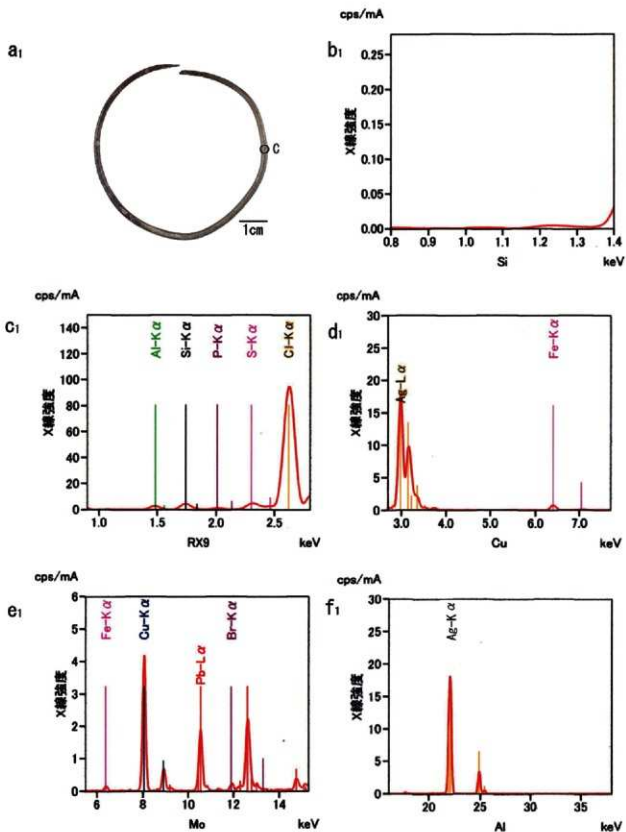 a1
C
1cm
b1
cps/mA
X線強度
0.25
0.20
0.15
0.10
0.05
0.00
0.8 0.9 1.0 1.1 1.2 1.3 1.4
Si keV
c1
cps/mA
X線強度
140
120
100
80
60
40
20
0
Al-Kα Si-Kα P-Kα S-Kα Cl-Kα
1.0 1.5 2.0 2.5
RX9 keV
d1
cps/mA
X線強度
30
25
20
15
10
5
0
Ag-Lα Fe-Kα
3.0 4.0 5.0 6.0 7.0
Cu keV
e1
cps/mA
X線強度
6
5
4
3
2
1
0
Fe-Kα Cu-Kα Pb-Lα Br-Kα
6 8 10 12 14
Mo keV
f1
cps/mA
X線強度
30
25
20
15
10
5
0
Ag-Kα
20 25 30 35
Al keV